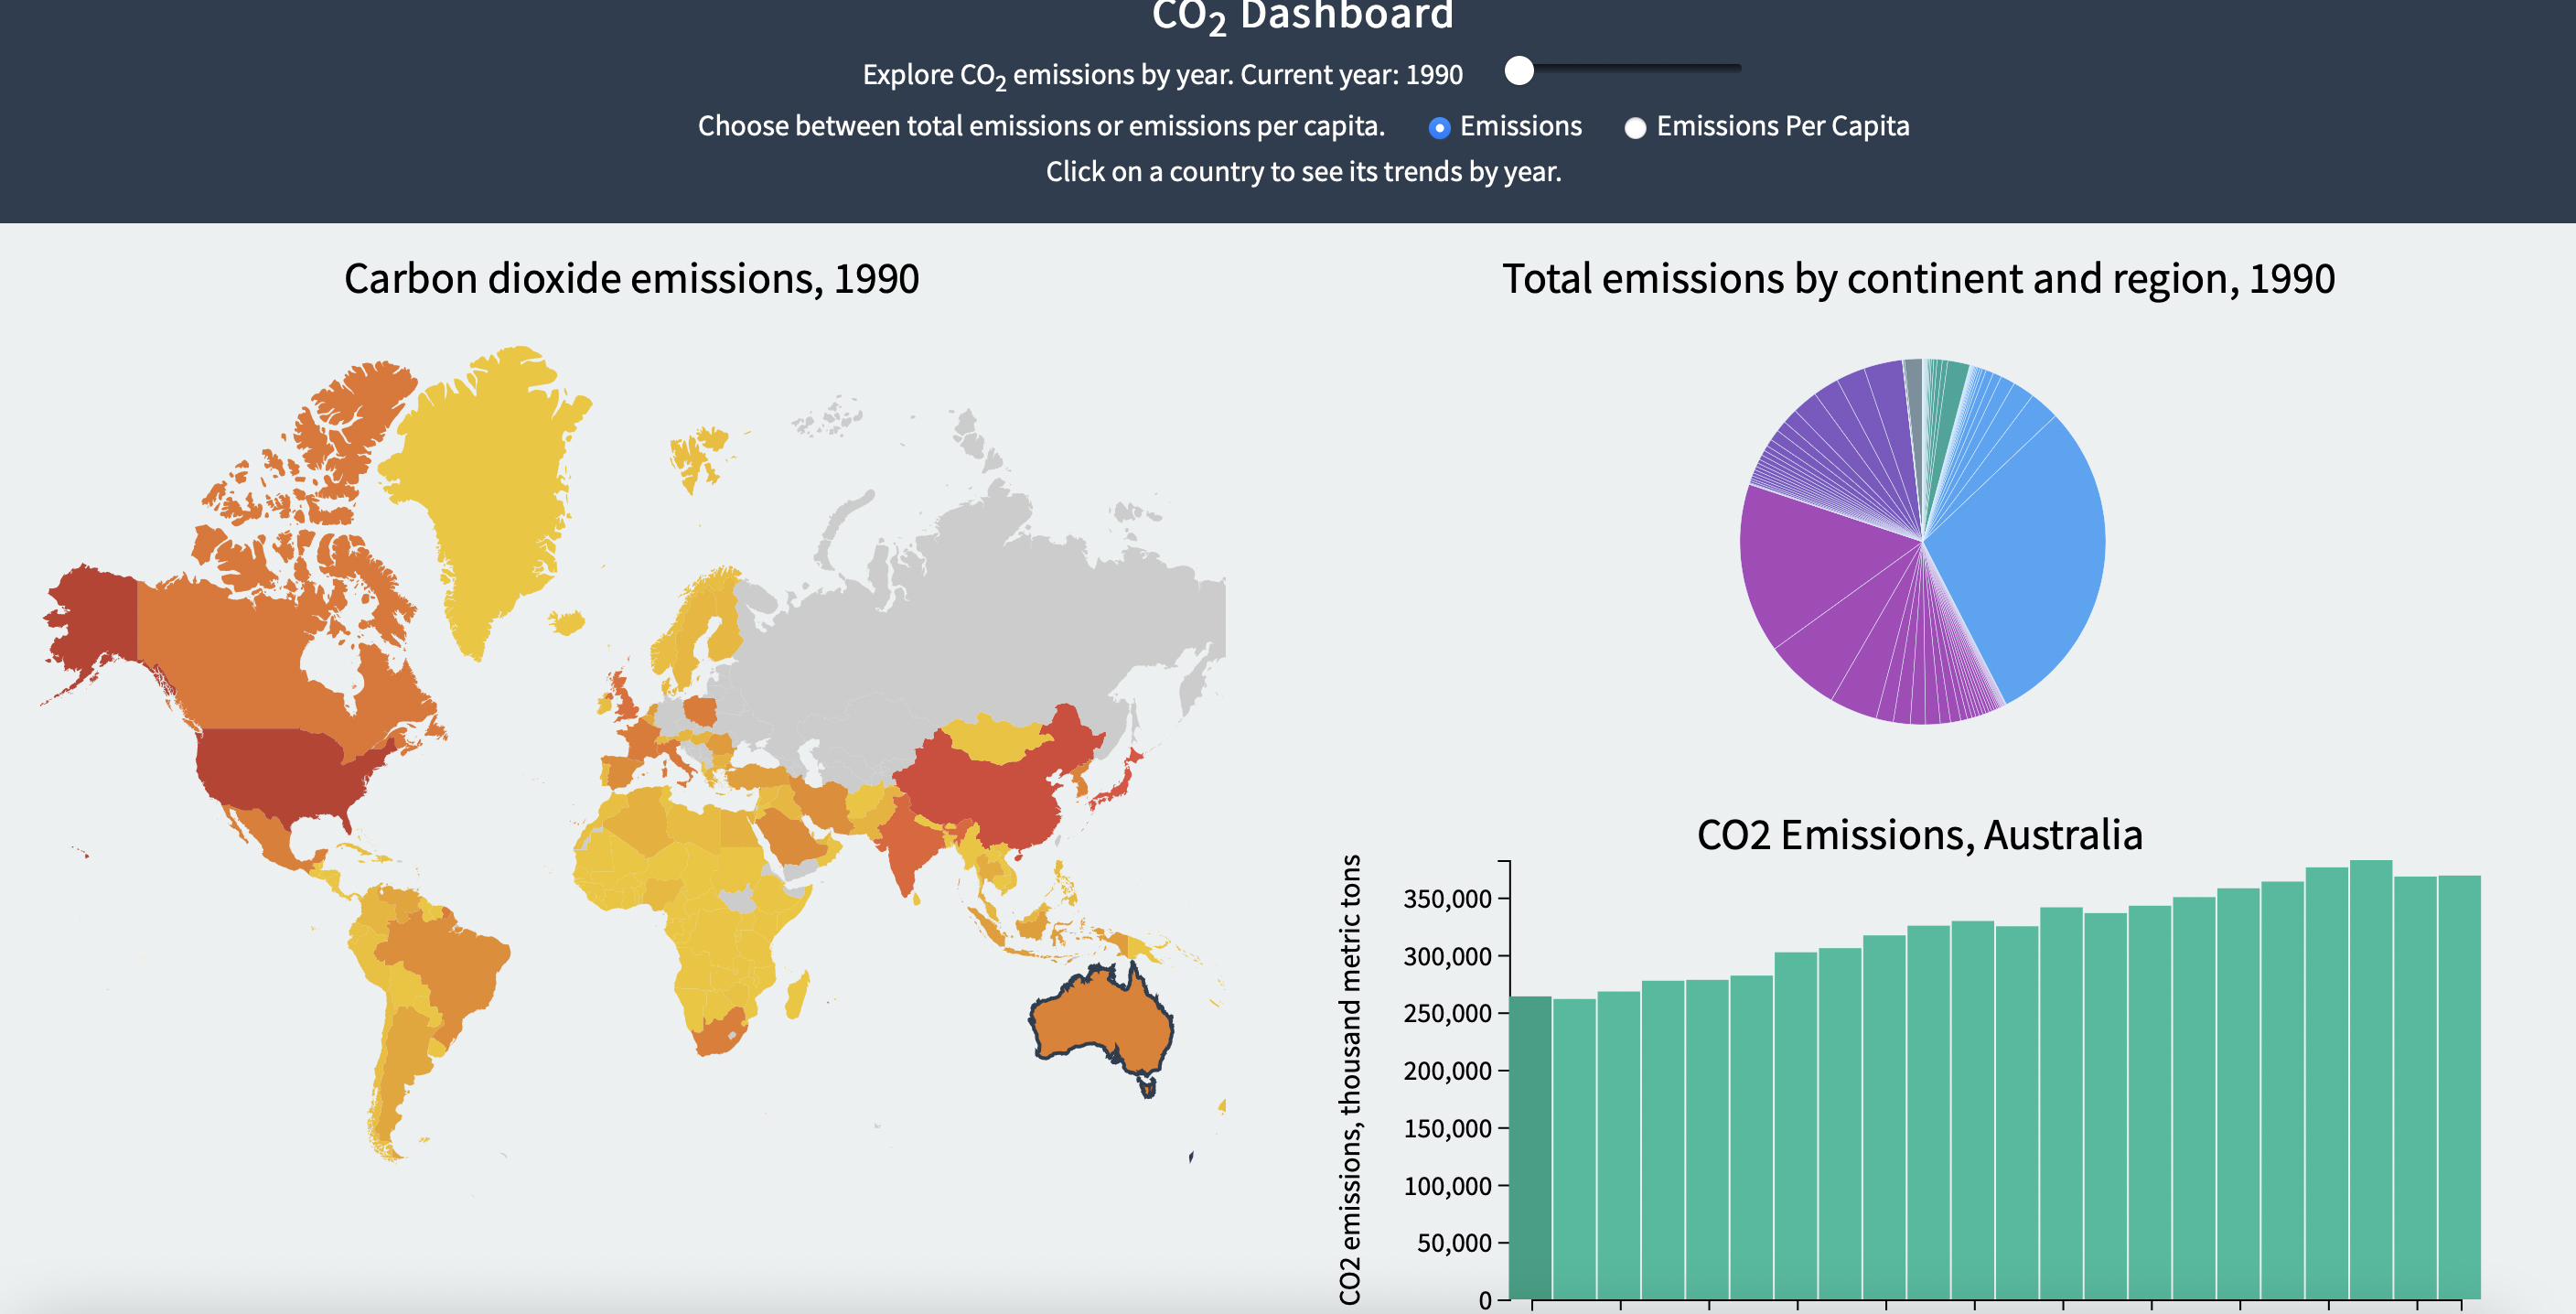 CO2 Dashboard
Explore CO2 emissions by year. Current year: 1990
Choose between total emissions or emissions per capita. Emissions Emissions Per Capita
Click on a country to see its trends by year.
Carbon dioxide emissions, 1990
Total emissions by continent and region, 1990
CO2 Emissions, Australia
CO2 emissions, thousand metric tons
350,000
300,000
250,000
200,000
150,000
100,000
50,000
0